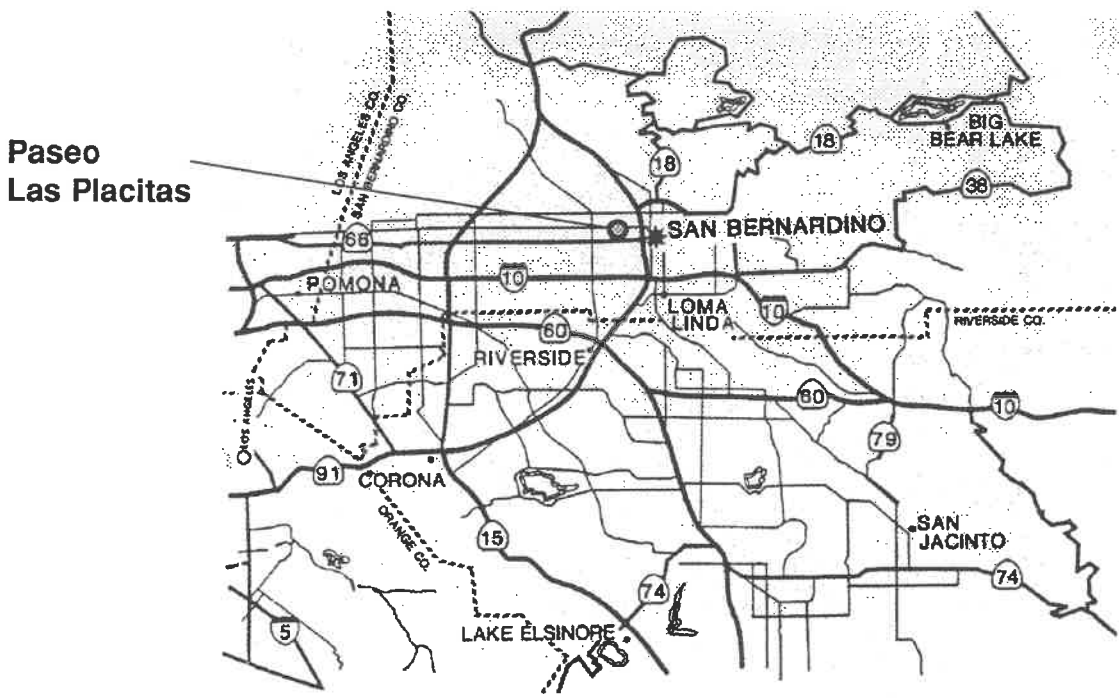 Paseo
Las Placitas
LOS ANGELES CO.
SAN BERNARDINO CO.
18
18
BIG
BEAR LAKE
38
66
SAN BERNARDINO
10
POMONA
LOMA
LINDA
10
RIVERSIDE CO.
60
RIVERSIDE
71
60
10
LOS ANGELES
79
91
CORONA
ORANGE CO.
15
SAN
JACINTO
74
74
5
LAKE ELSINORE